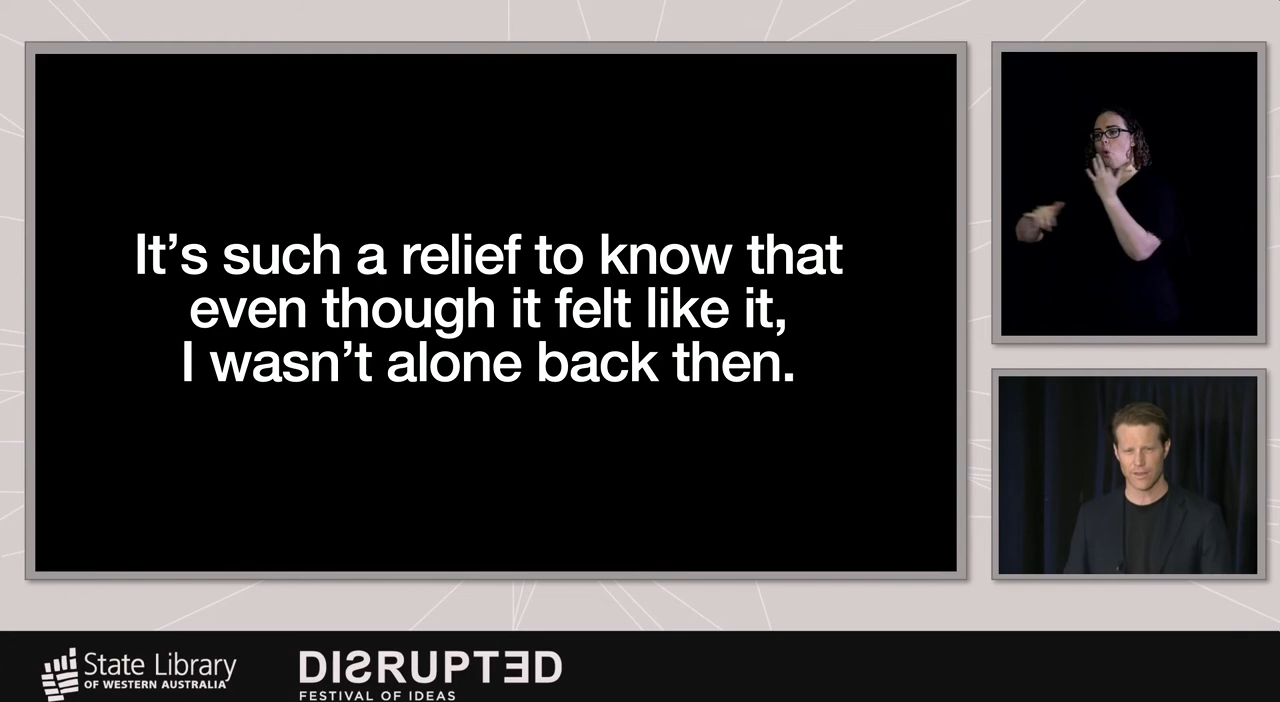 It’s such a relief to know that
even though it felt like it,
I wasn’t alone back then.
State Library
OF WESTERN AUSTRALIA
DISRUPTED
FESTIVAL OF IDEAS